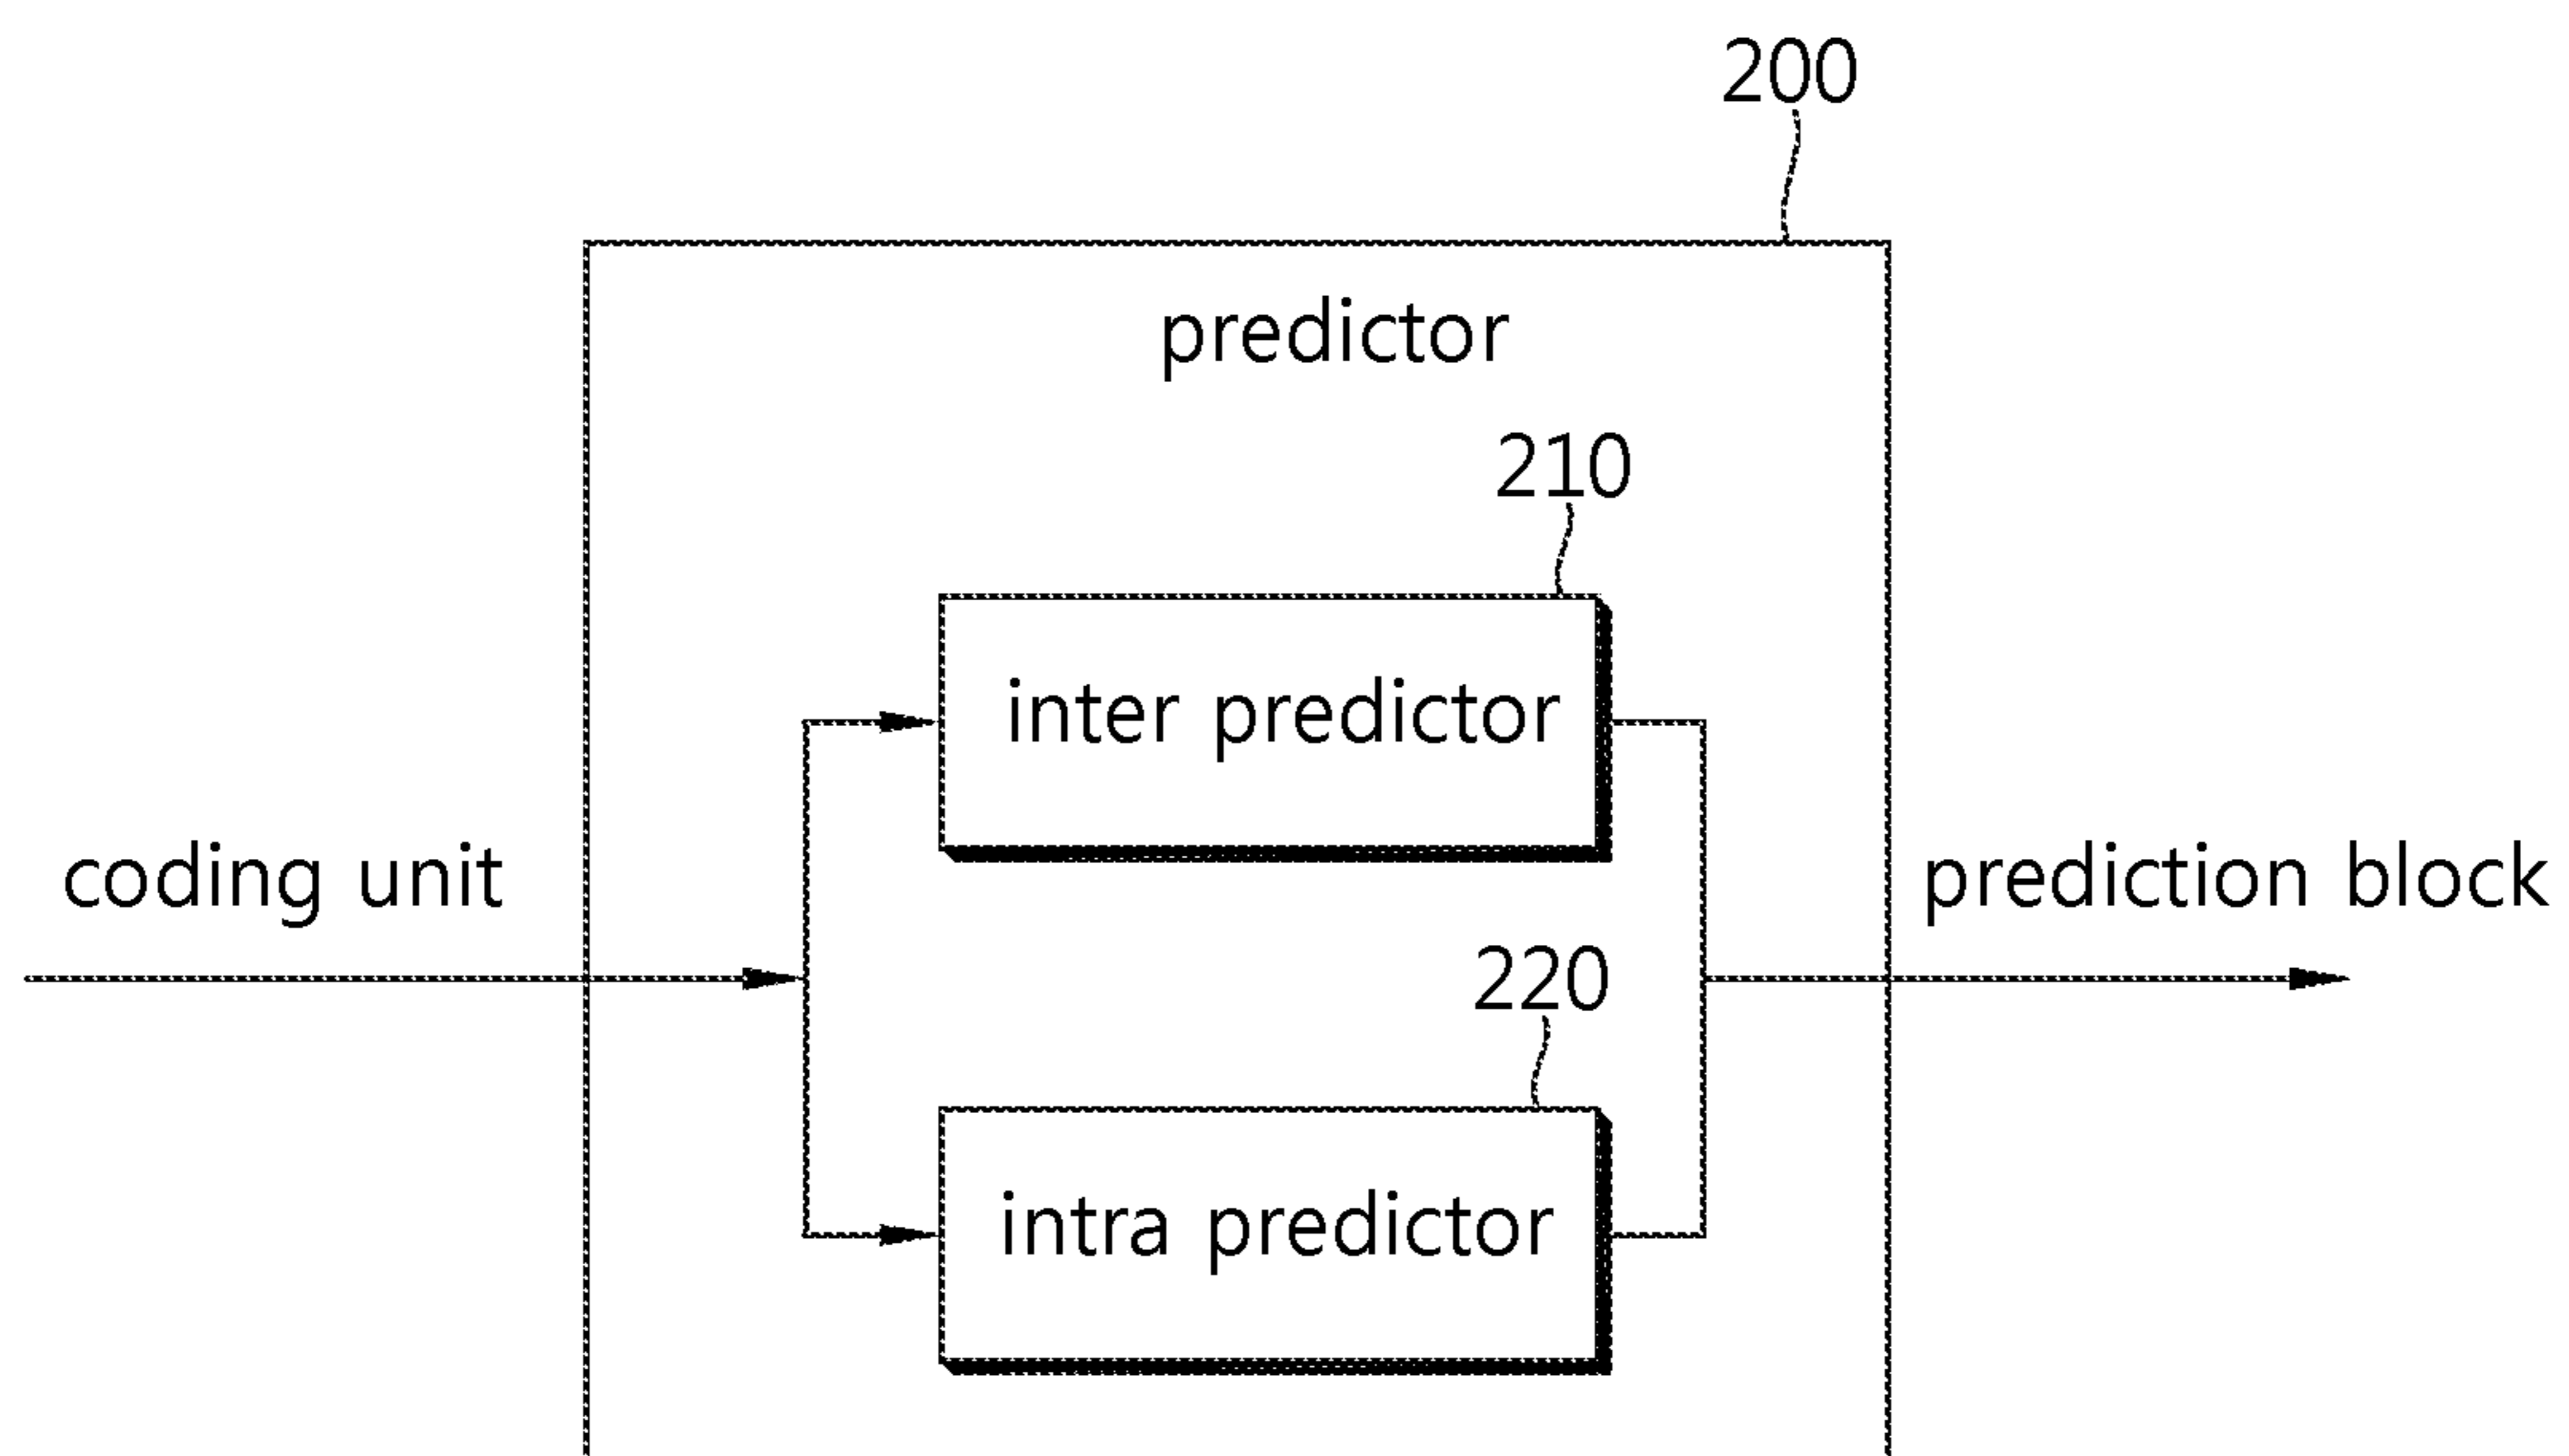 200
predictor
210
inter predictor
coding unit
prediction block
220
intra predictor